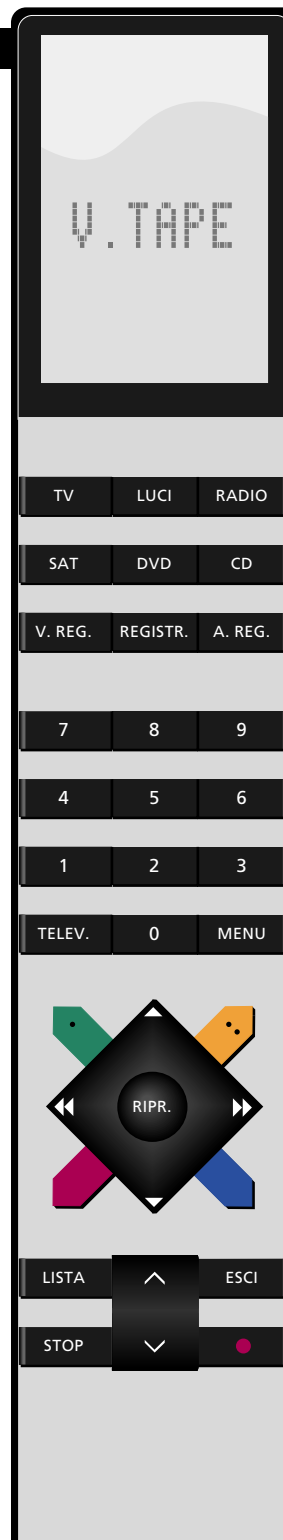 V.TAPE
TV LUCI RADIO
SAT DVD CD
V. REG. REGISTR. A. REG.
7 8 9
4 5 6
1 2 3
TELEV. 0 MENU
RIPR.
LISTA ESCI
STOP